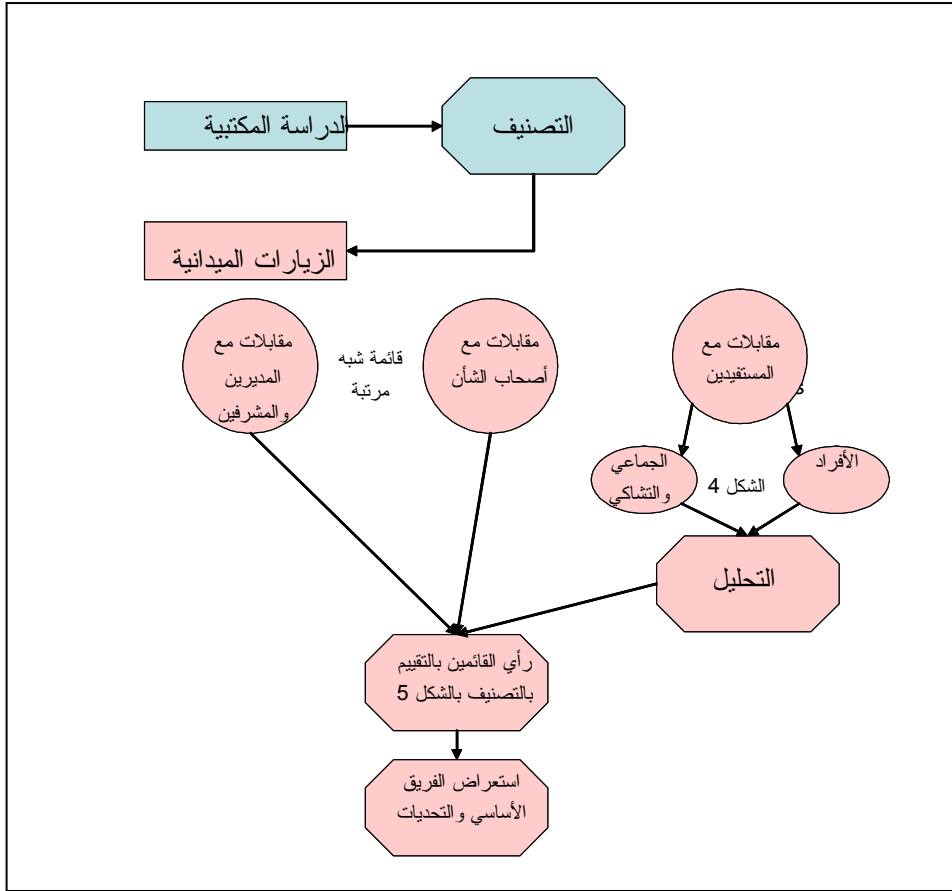 الدراسة المكتبية
التصنيف
الزيارات الميدانية
مقابلات مع
المستفيدين
s
مقابلات مع
أصحاب الشأن
قائمة شبه
مرتبة
مقابلات مع
المديرين
والمشرفين
الأفراد
الشكل 4
الجماعي
والتشاكي
التحليل
رأي القائمين بالتقييم
بالتصنيف بالشكل 5
استعراض الفريق
الأساسي والتحديات